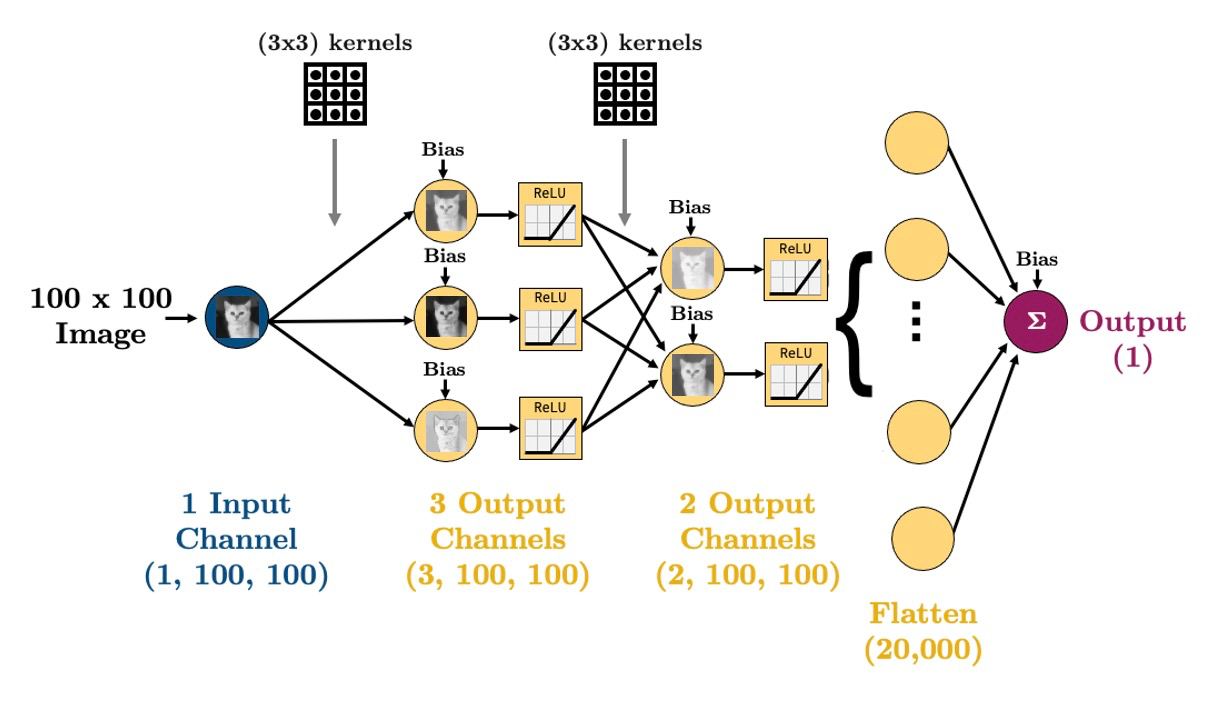 (3x3) kernels
(3x3) kernels
Bias
ReLU
Bias
ReLU
Bias
ReLU
Bias
ReLU
Bias
ReLU
100 x 100
Image
Bias
Σ
Output
(1)
1 Input
Channel
(1, 100, 100)
3 Output
Channels
(3, 100, 100)
2 Output
Channels
(2, 100, 100)
Flatten
(20,000)